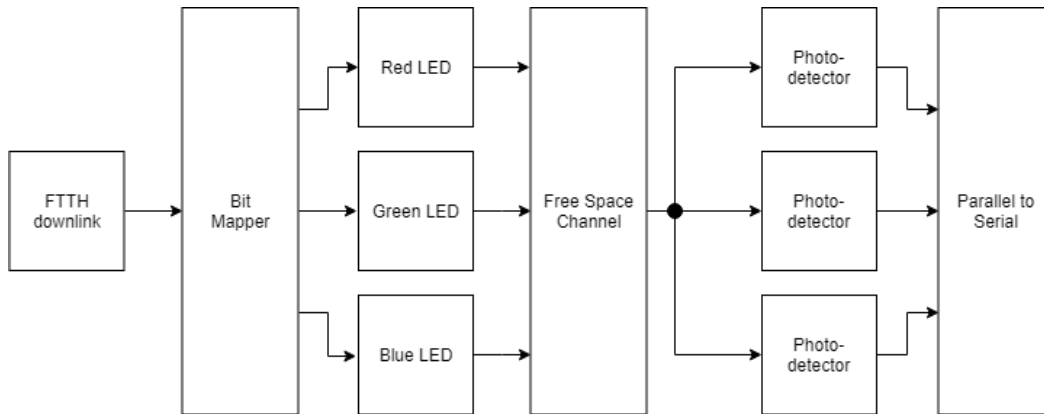 FTTH
downlink
Bit
Mapper
Red LED
Green LED
Blue LED
Free Space
Channel
Photo-
detector
Photo-
detector
Photo-
detector
Parallel to
Serial